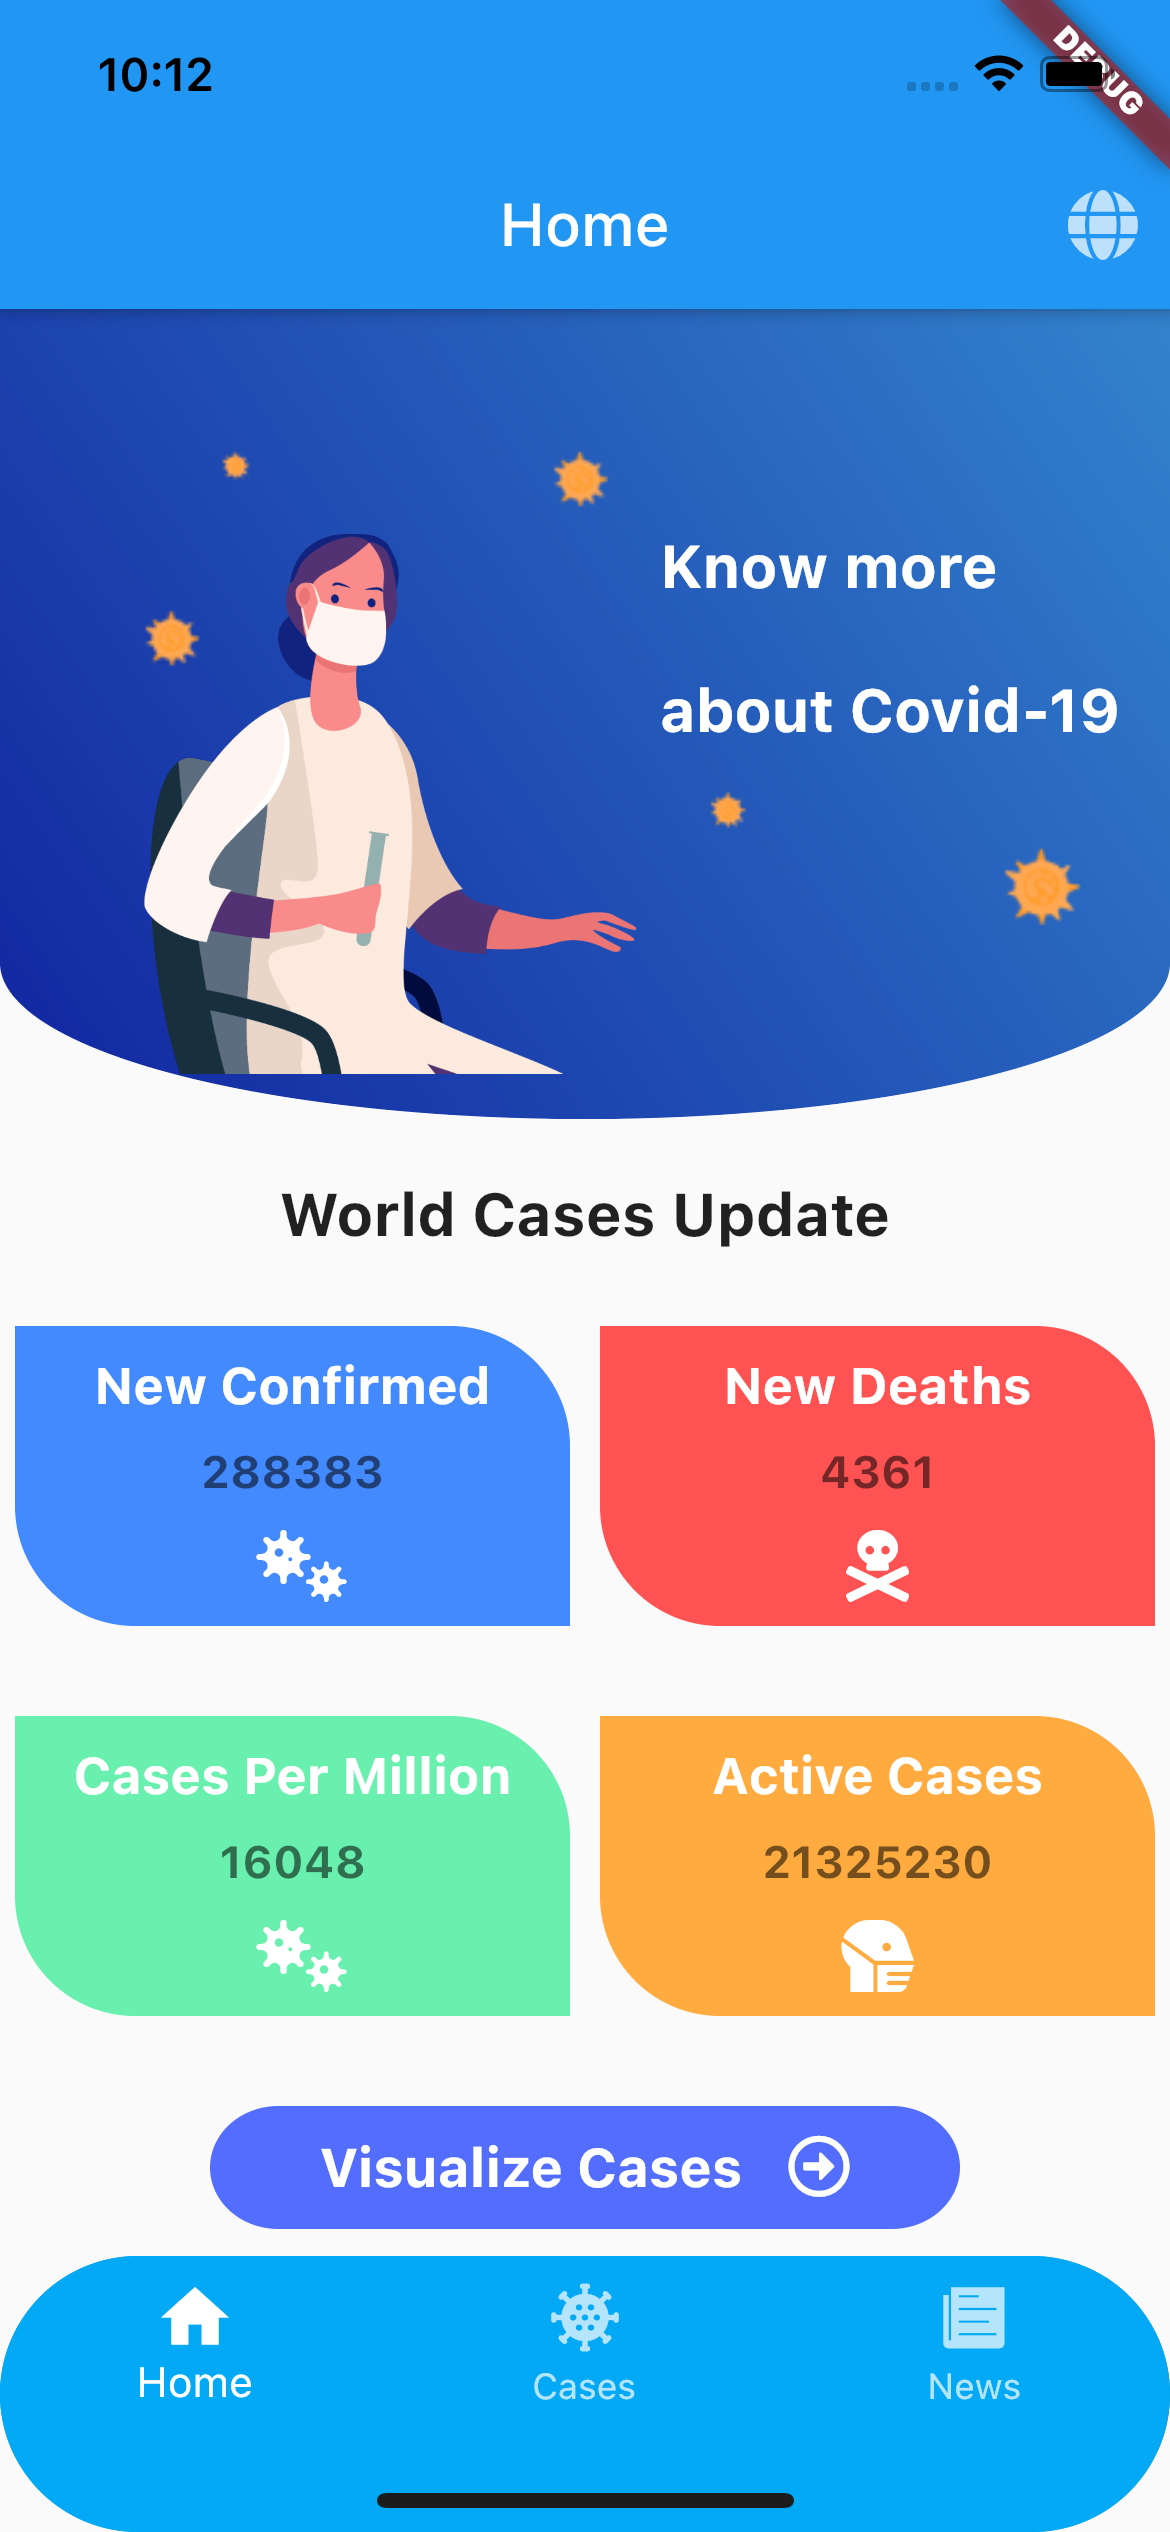 10:12
DEBUG
Home
Know more
about Covid-19
World Cases Update
New Confirmed
288383
New Deaths
4361
Cases Per Million
16048
Active Cases
21325230
Visualize Cases
Home
Cases
News